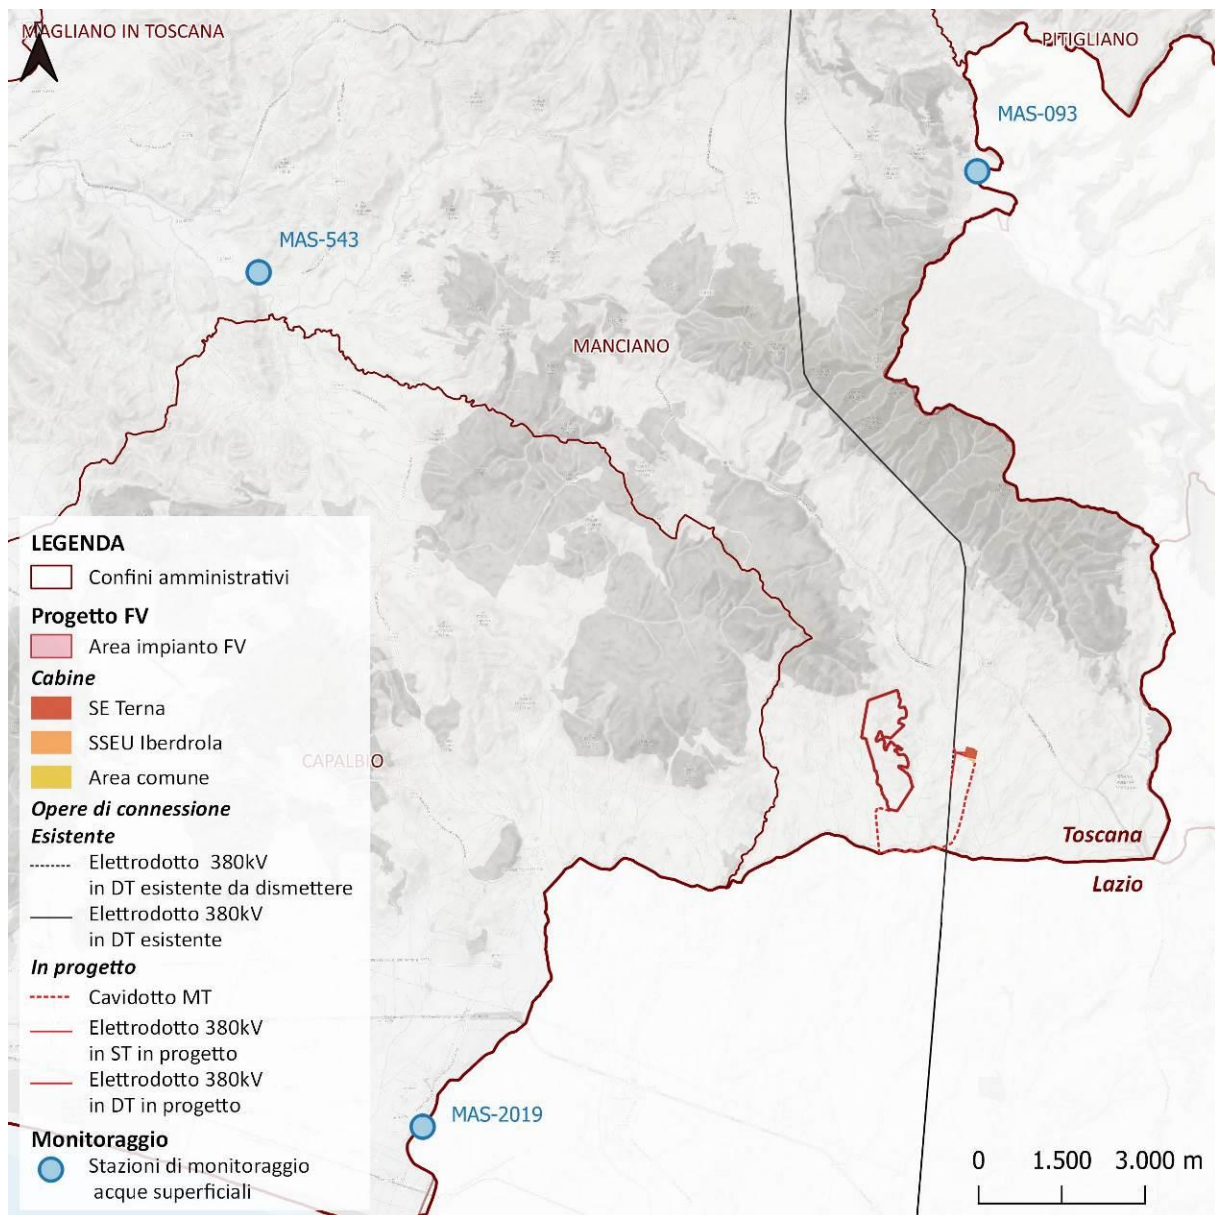 MAGLIANO IN TOSCANA
PITIGLIANO
MAS-093
MAS-543
MANCIANO
LEGENDA
Confini amministrativi
Progetto FV
Area impianto FV
Cabine
SE Terna
SSEU Iberdrola
Area comune
Opere di connessione
Esistente
Elettrodotto 380kV
in DT esistente da dismettere
Elettrodotto 380kV
in DT esistente
In progetto
Cavidotto MT
Elettrodotto 380kV
in ST in progetto
Elettrodotto 380kV
in DT in progetto
Monitoraggio
Stazioni di monitoraggio
acque superficiali
CAPALBIO
Toscana
Lazio
MAS-2019
0 1.500 3.000 m